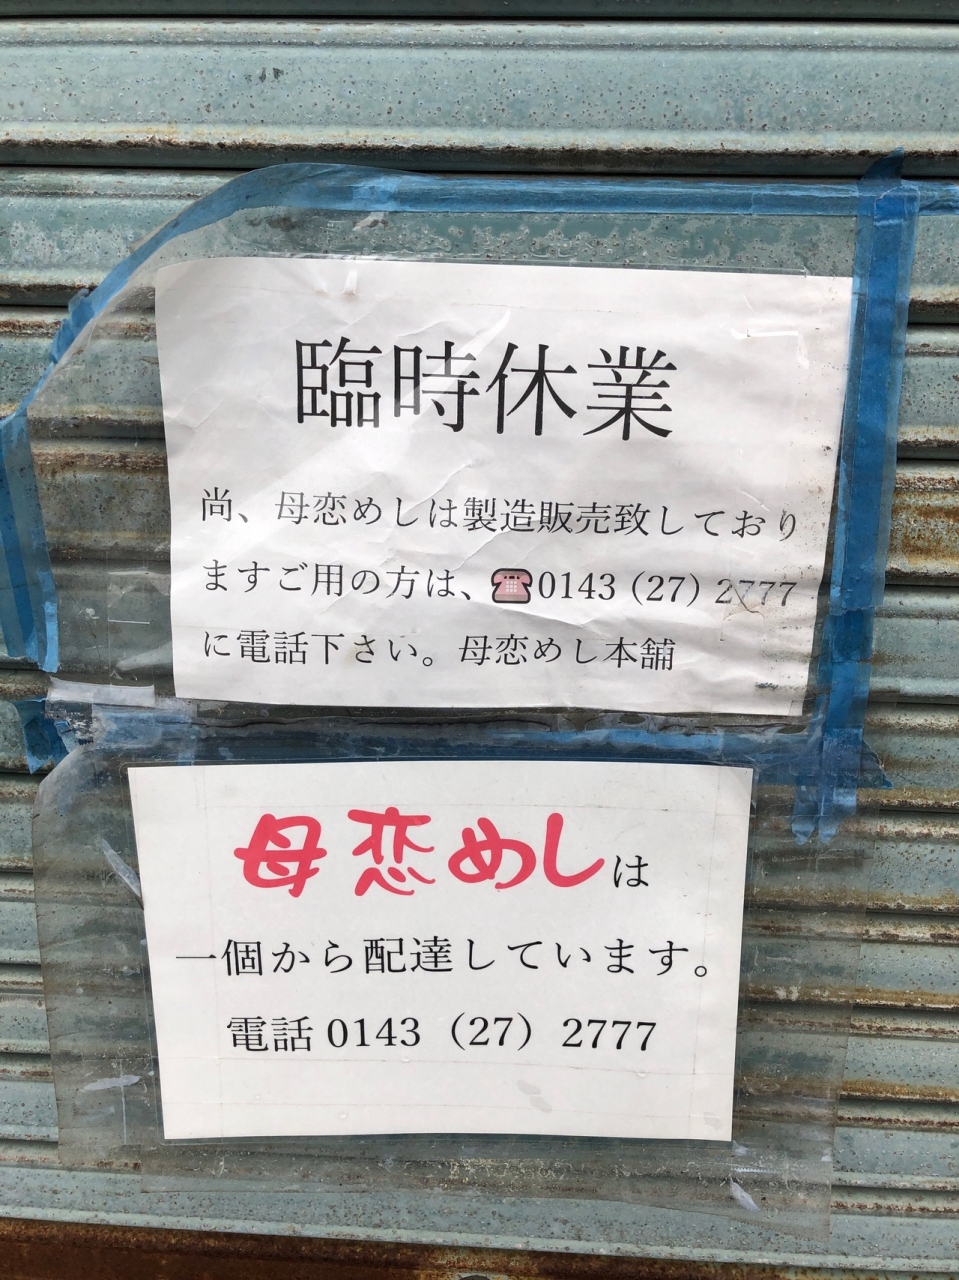 臨時休業
尚、母恋めしは製造販売致しており
ますご用の方は、☎0143（27）2777
に電話下さい。母恋めし本舗
母恋めしは
一個から配達しています。
電話 0143（27）2777